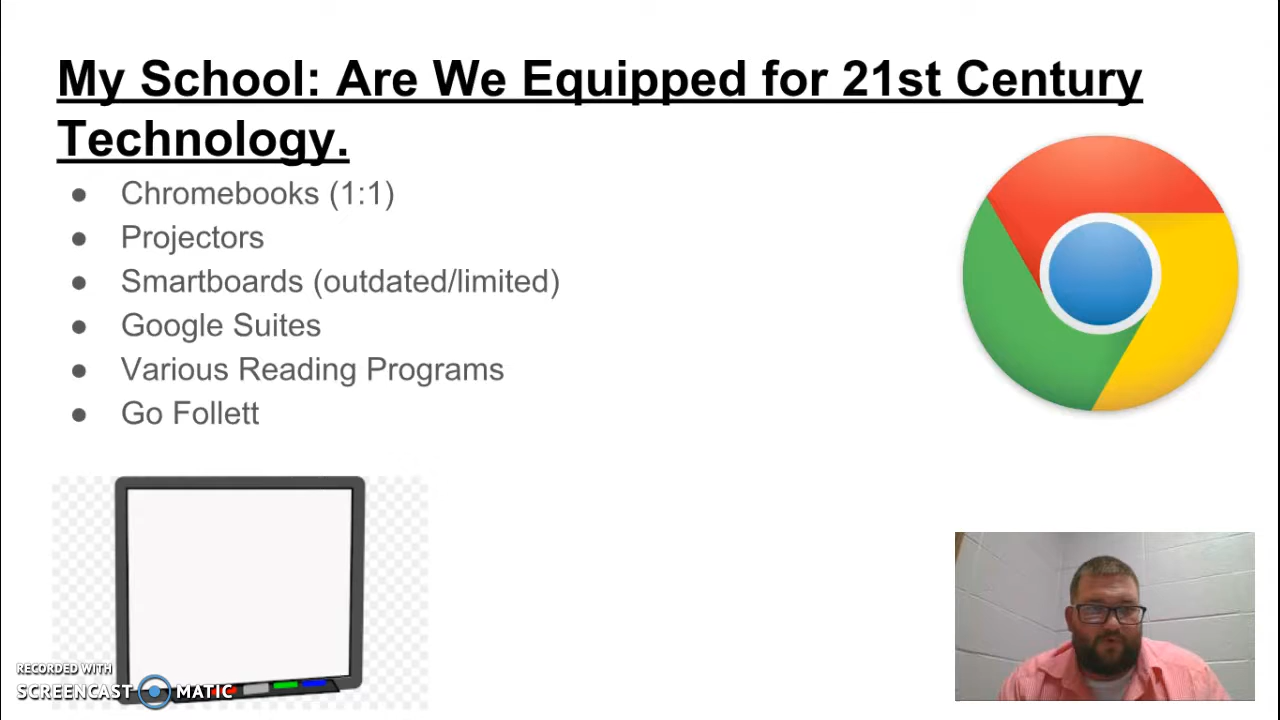 My School: Are We Equipped for 21st Century
Technology.
● Chromebooks (1:1)
● Projectors
● Smartboards (outdated/limited)
● Google Suites
● Various Reading Programs
● Go Follett
RECORDED WITH
SCREENCAST MATIC